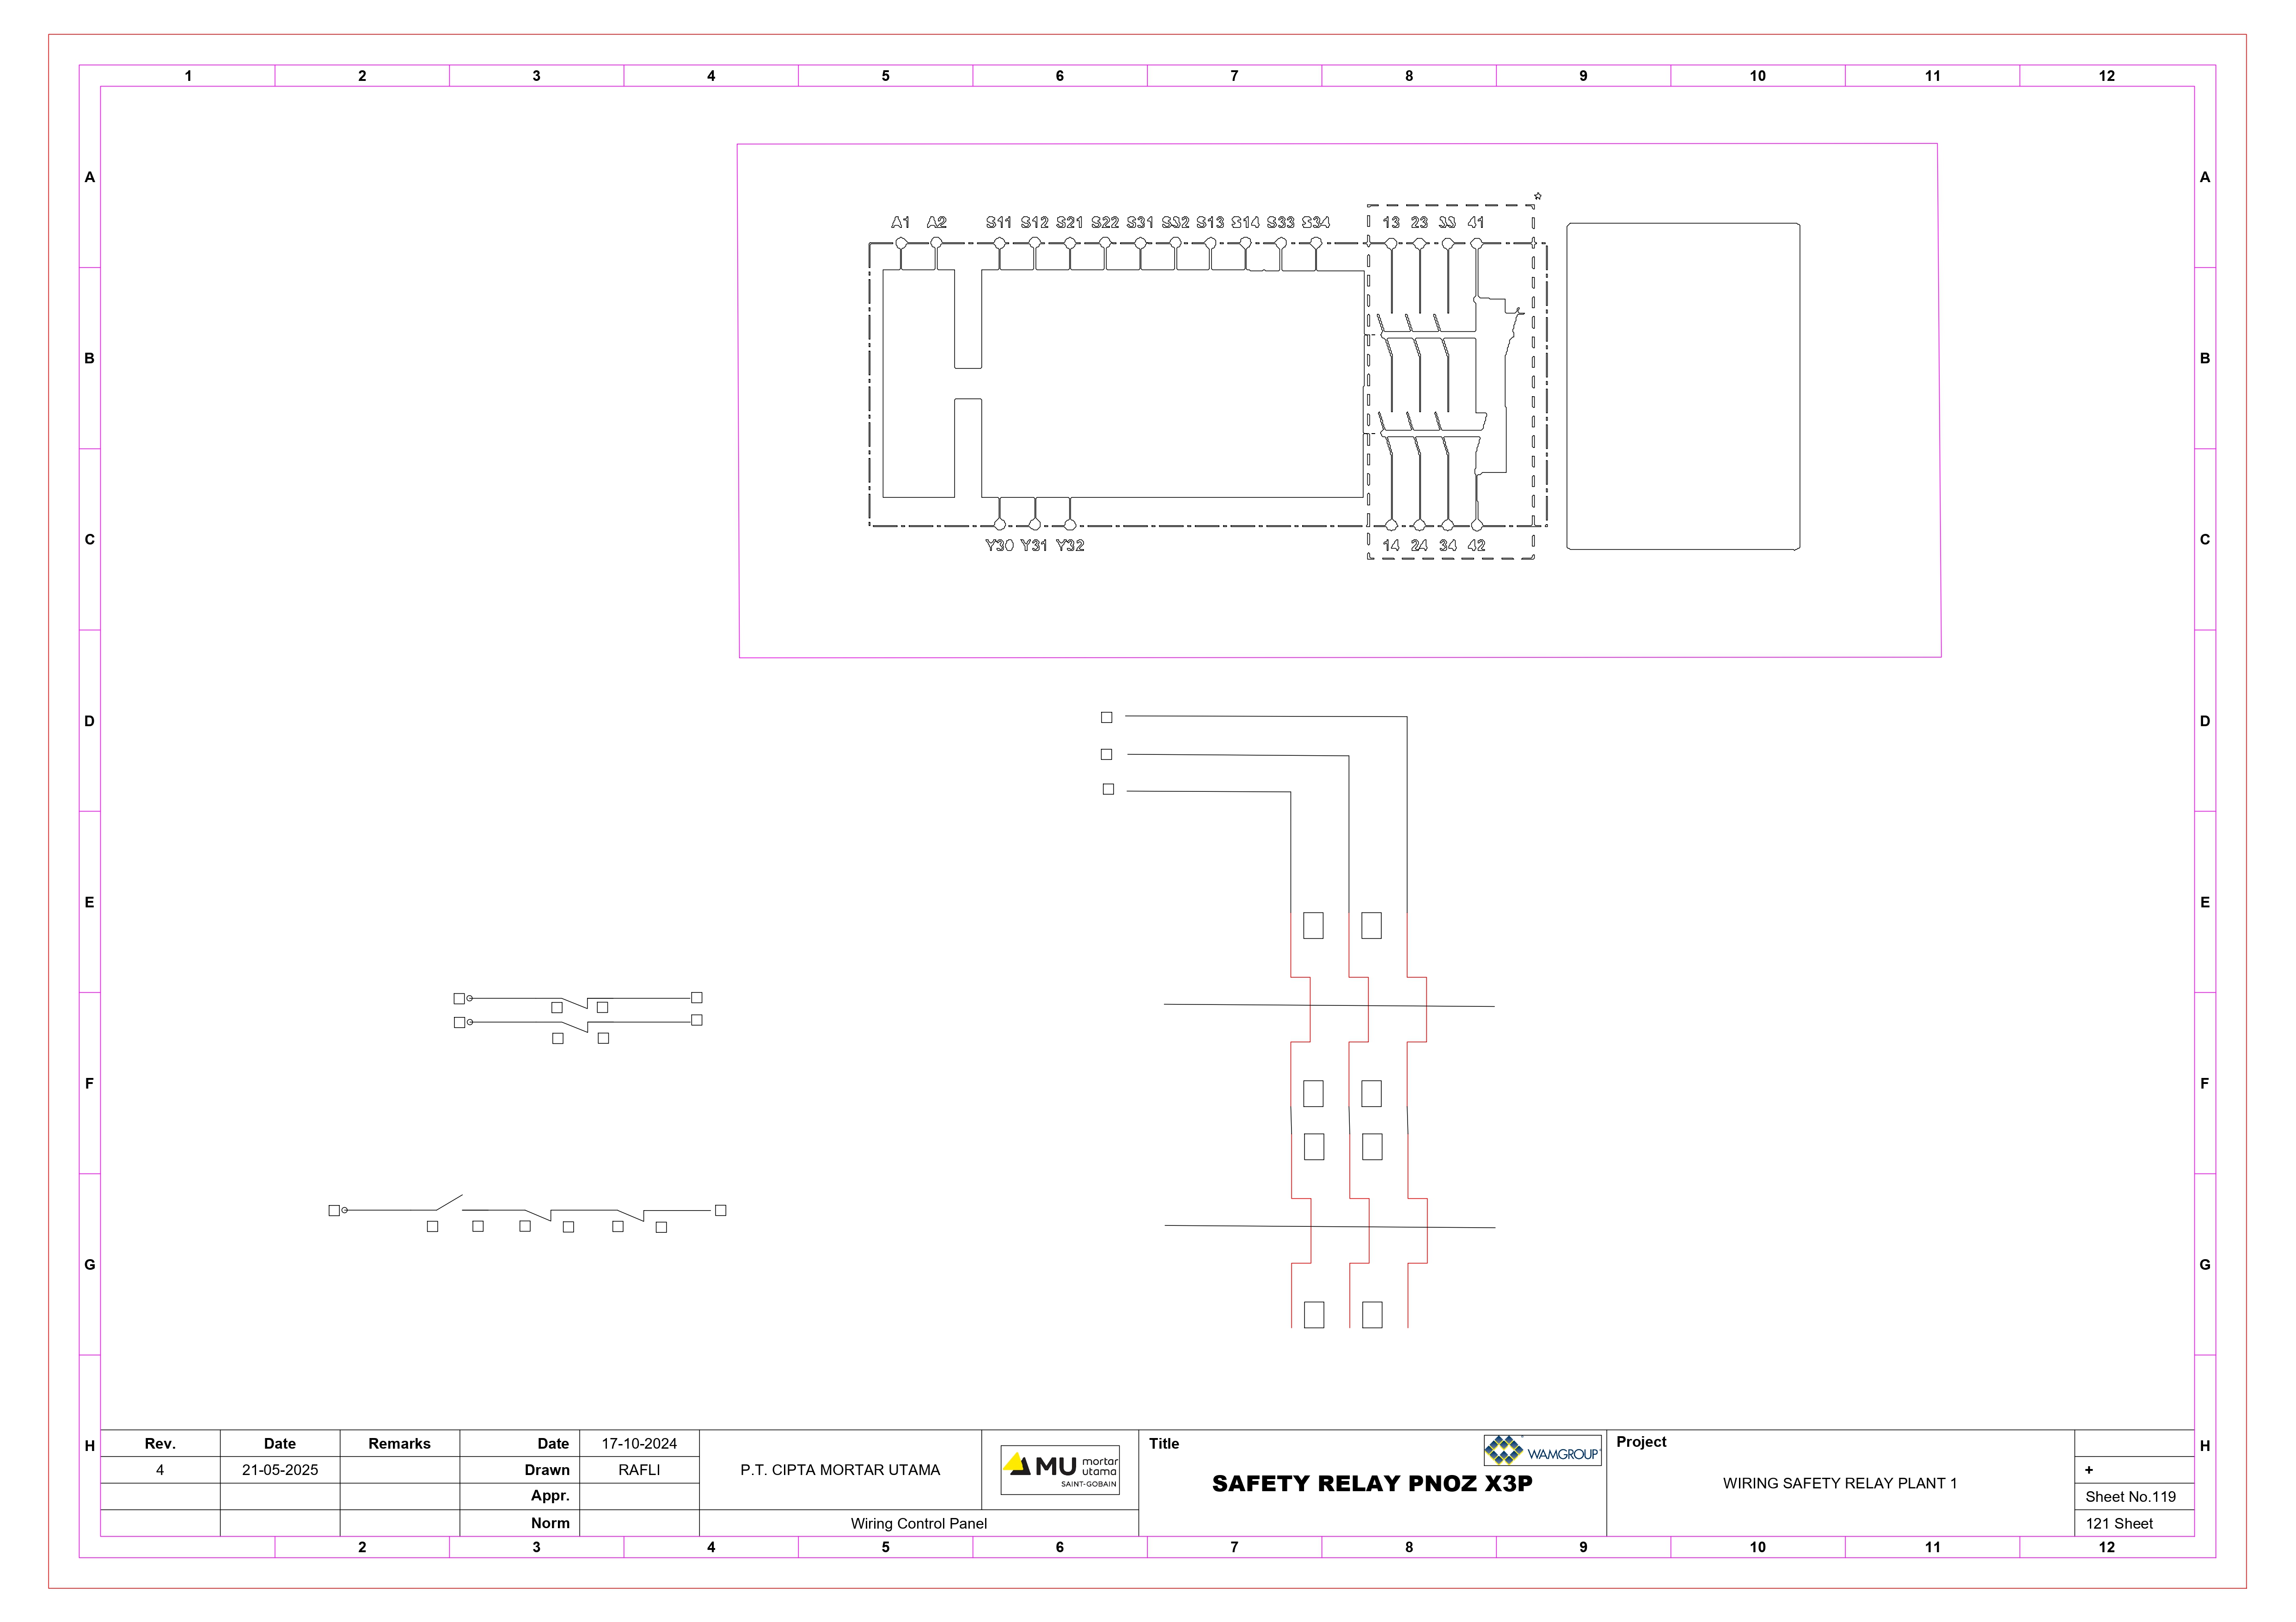 1 2 3 4 5 6 7 8 9 10 11 12
A A
A1 A2 S11 S12 S21 S22 S31 S32 S13 S14 S33 S34 13 23 33 41
B B
C C
Y30 Y31 Y32 14 24 34 42
D D
E E
F F
G G
H H
Rev. Date Remarks Date 17-10-2024
4 21-05-2025 Drawn RAFLI
Appr.
Norm
P.T. CIPTA MORTAR UTAMA
MU mortar
utama
SAINT-GOBAIN
Wiring Control Panel
Title
WAMGROUP
SAFETY RELAY PNOZ X3P
Project
WIRING SAFETY RELAY PLANT 1
+
Sheet No.119
121 Sheet
2 3 4 5 6 7 8 9 10 11 12